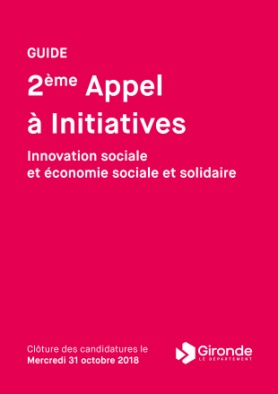 GUIDE
2ème Appel
à Initiatives
Innovation sociale
et économie sociale et solidaire
Clôture des candidatures le
Mercredi 31 octobre 2018
Gironde
LE DÉPARTEMENT